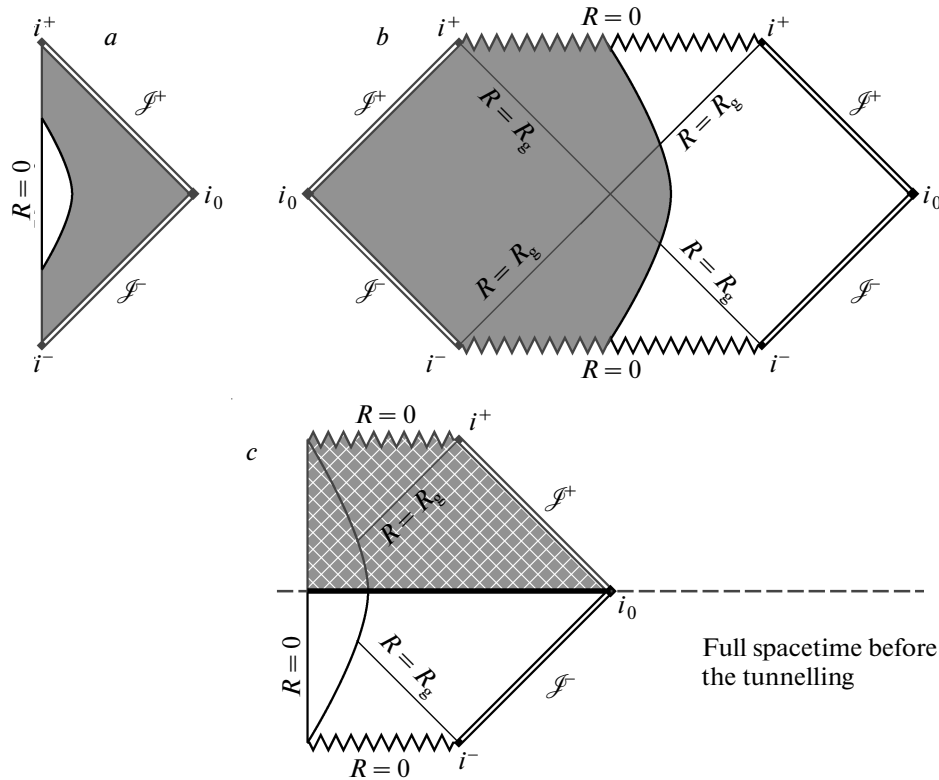 a
i⁺
𝒥⁺
R = 0
i₀
𝒥⁻
i⁻
b
R = 0
i⁺
i⁺
𝒥⁺
𝒥⁺
R = R_g
R = R_g
i₀
i₀
R = R_g
R = R_g
𝒥⁻
𝒥⁻
i⁻
i⁻
R = 0
c
R = 0
i⁺
𝒥⁺
R = R_g
i₀
R = 0
R = R_g
𝒥⁻
Full spacetime before
the tunnelling
i⁻
R = 0